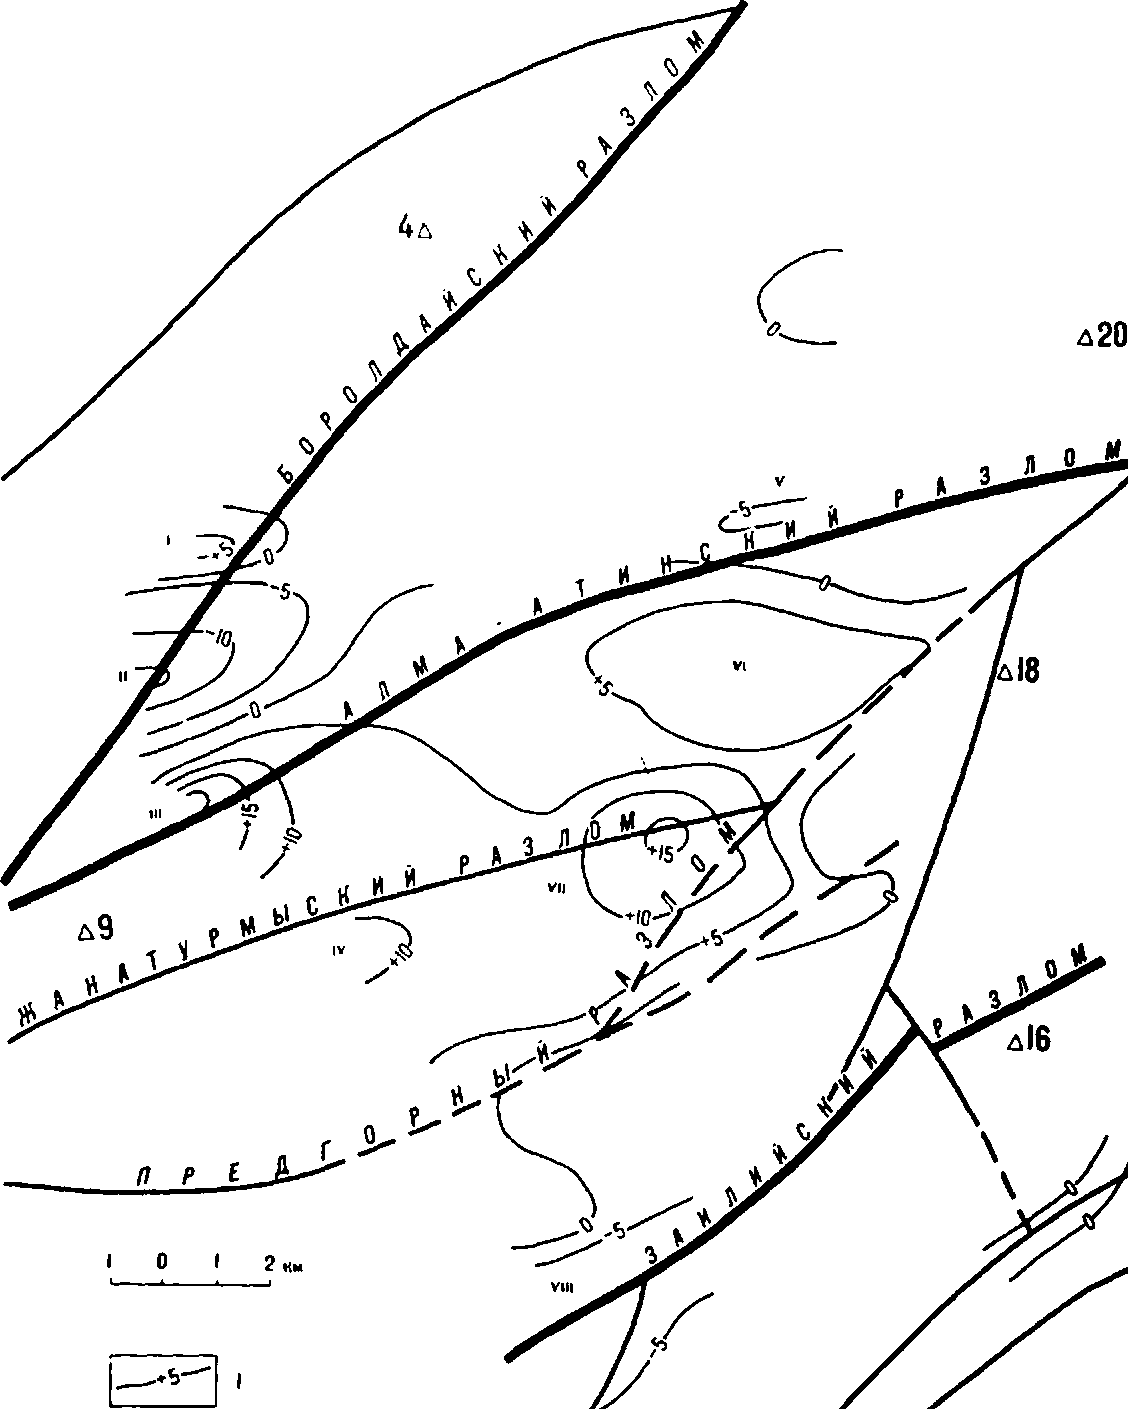 БОРОЛДАЙСКИЙ РАЗЛОМ
4
0
20
V
-5
АЛМА-АТИНСКИЙ РАЗЛОМ
I
+5
0
-5
-10
II
0
0
VI
+5
18
III
+15
+10
ЖАНАТУРМЫСКИЙ РАЗЛОМ
+15
VII
+10
+5
0
9
IV
+10
ПРЕДГОРНЫЙ РАЗЛОМ
16
ЗАИЛИЙСКИЙ РАЗЛОМ
0
0
0
-5
VIII
-5
1 0 1 2 км
+5 1